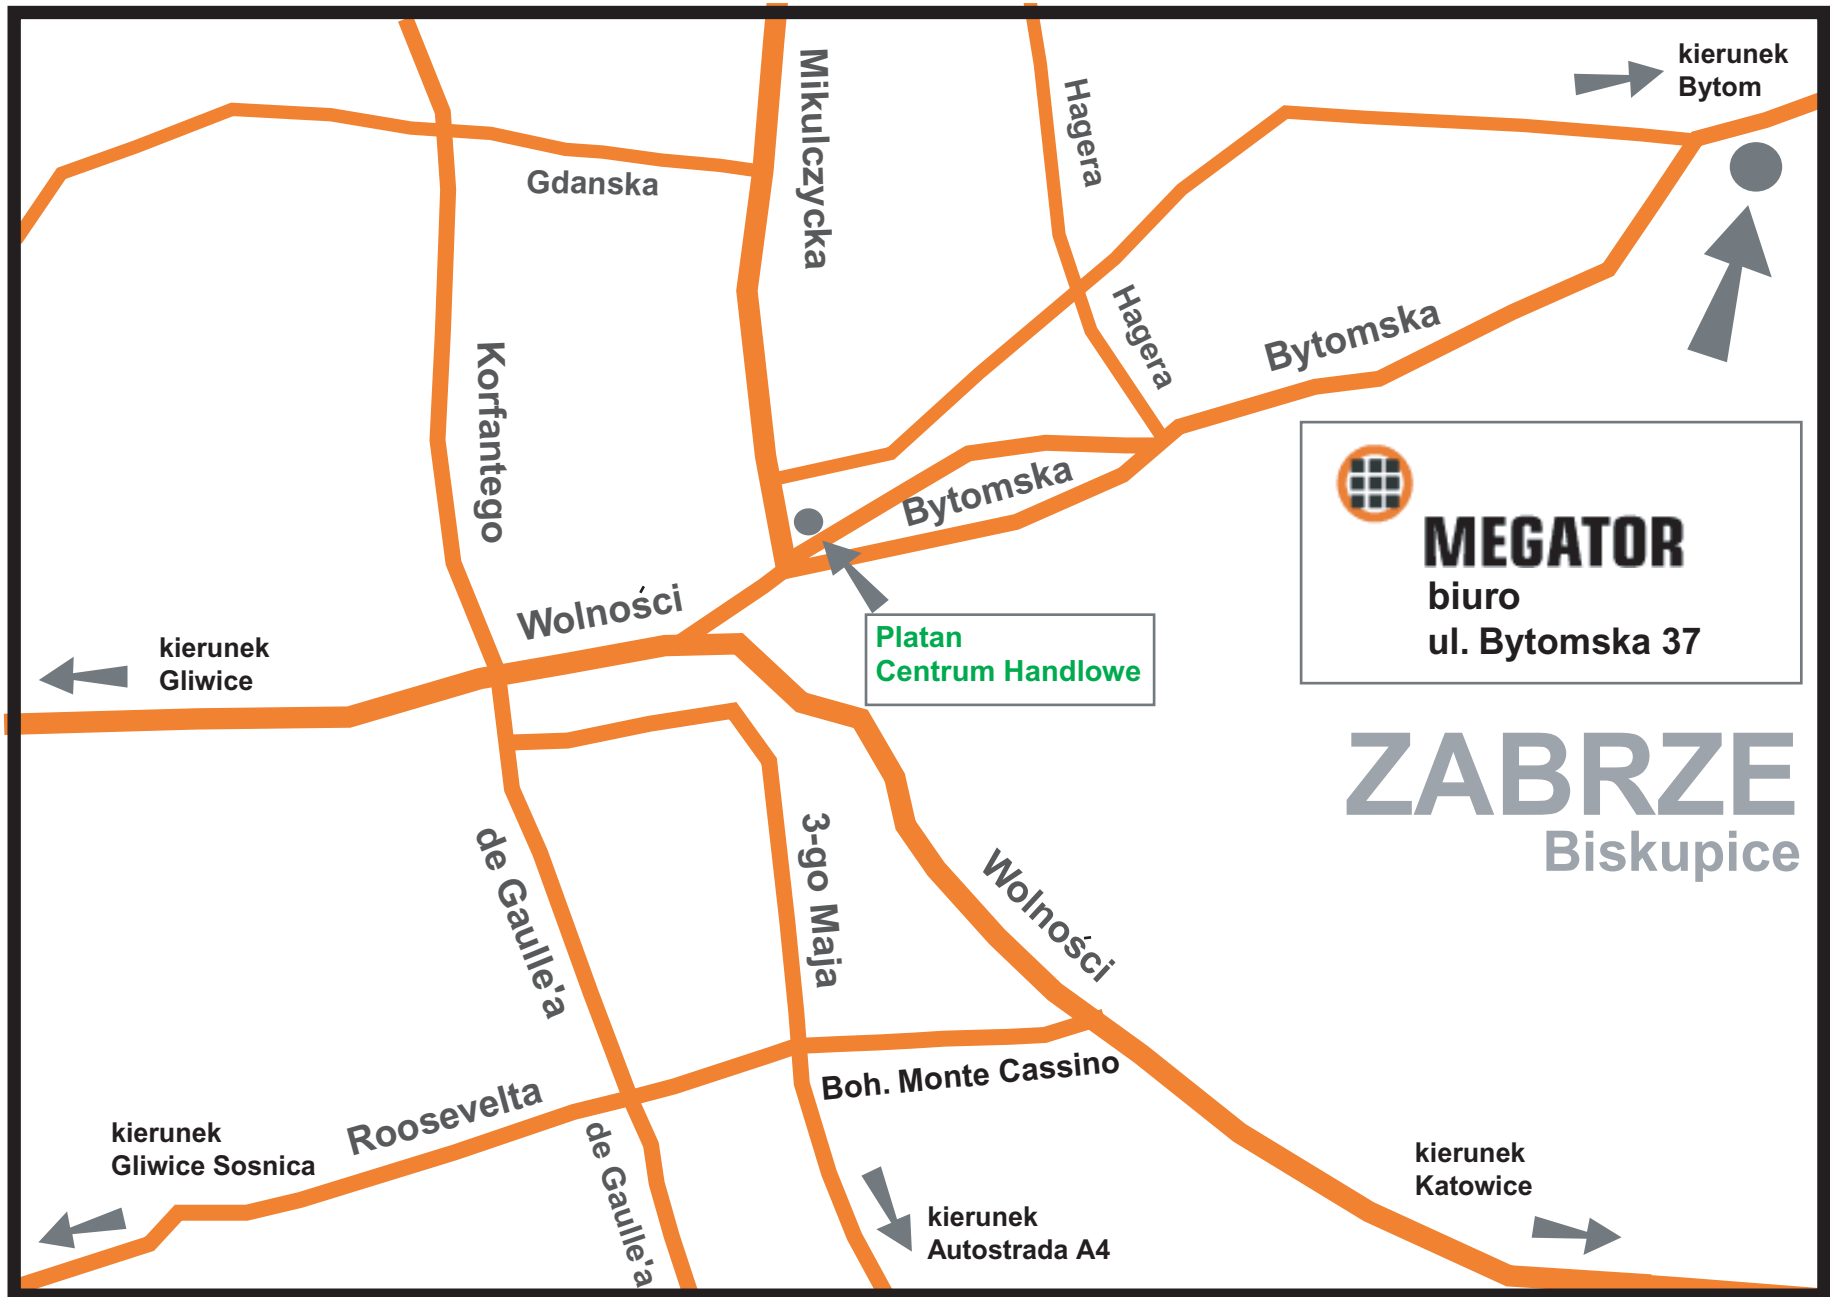 kierunek
Bytom
Mikulczycka
Hagera
Gdanska
Hagera
Bytomska
Korfantego
Bytomska
MEGATOR
biuro
ul. Bytomska 37
Wolności
Platan
Centrum Handlowe
kierunek
Gliwice
ZABRZE
Biskupice
de Gaulle'a
3-go Maja
Wolności
Boh. Monte Cassino
Roosevelta
kierunek
Gliwice Sosnica
de Gaulle'a
kierunek
Autostrada A4
kierunek
Katowice